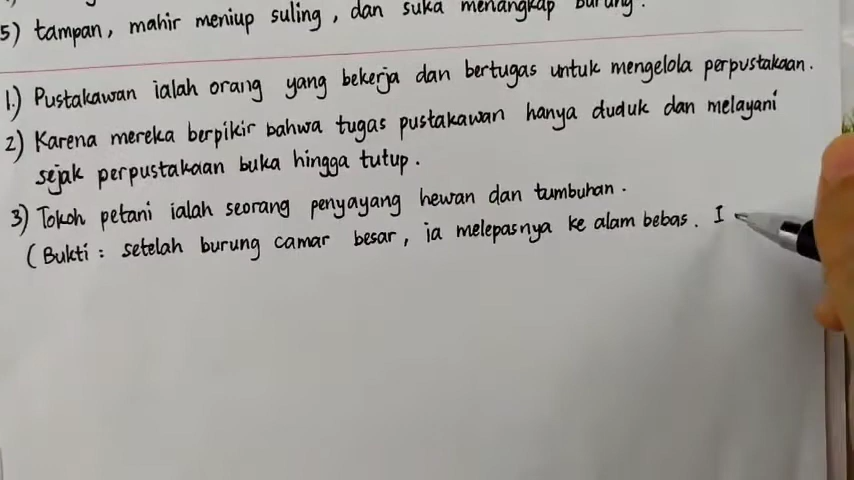 5) tampan, mahir meniup suling, dan suka menangkap burung.
1.) Pustakawan ialah orang yang bekerja dan bertugas untuk mengelola perpustakaan.
2) Karena mereka berpikir bahwa tugas pustakawan hanya duduk dan melayani
sejak perpustakaan buka hingga tutup.
3) Tokoh petani ialah seorang penyayang hewan dan tumbuhan.
(Bukti : setelah burung camar besar, ia melepasnya ke alam bebas. I